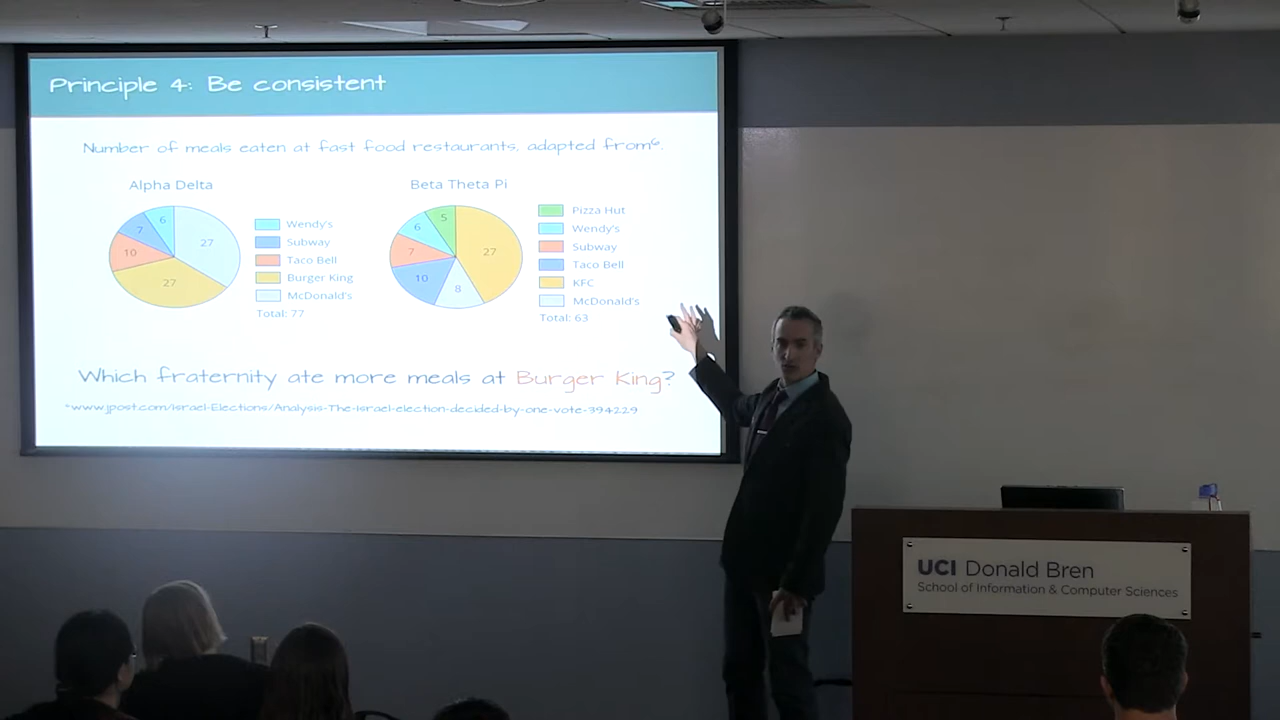 Principle 4: Be consistent
Number of meals eaten at fast food restaurants, adapted from⁶.
Alpha Delta
6
7
27
10
27
Wendy's
Subway
Taco Bell
Burger King
McDonald's
Total: 77
Beta Theta Pi
5
6
27
7
10
8
Pizza Hut
Wendy's
Subway
Taco Bell
KFC
McDonald's
Total: 63
Which fraternity ate more meals at Burger King?
⁶www.jpost.com/Israel-Elections/Analysis-The-Israel-election-decided-by-one-vote-394229
UCI Donald Bren
School of Information & Computer Sciences